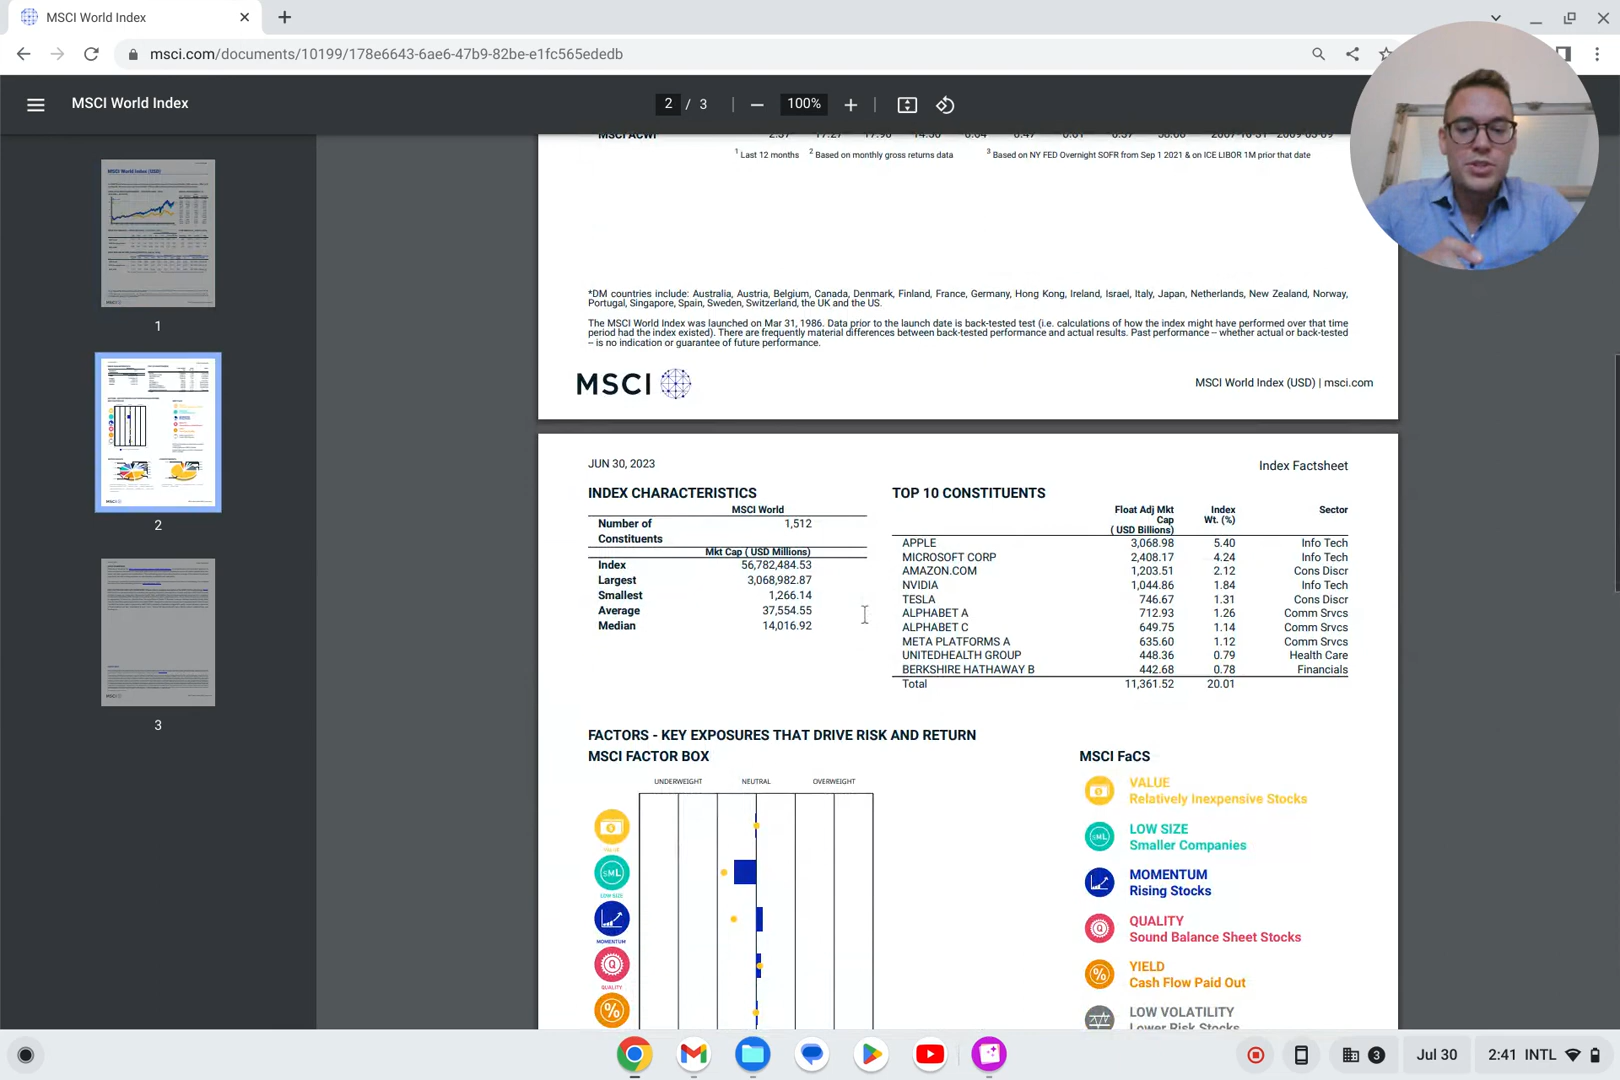 MSCI World Index
msci.com/documents/10199/178e6643-6ae6-47b9-82be-e1fc565ededb
MSCI World Index
2 / 3
100%
1
2
3
MSCI ACWI
1 Last 12 months 2 Based on monthly gross returns data 3 Based on NY FED Overnight SOFR from Sep 1 2021 & on ICE LIBOR 1M prior that date
*DM countries include: Australia, Austria, Belgium, Canada, Denmark, Finland, France, Germany, Hong Kong, Ireland, Israel, Italy, Japan, Netherlands, New Zealand, Norway,
Portugal, Singapore, Spain, Sweden, Switzerland, the UK and the US.
The MSCI World Index was launched on Mar 31, 1986. Data prior to the launch date is back-tested test (i.e. calculations of how the index might have performed over that time
period had the index existed). There are frequently material differences between back-tested performance and actual results. Past performance -- whether actual or back-tested
-- is no indication or guarantee of future performance.
MSCI
MSCI World Index (USD) | msci.com
JUN 30, 2023
Index Factsheet
INDEX CHARACTERISTICS
MSCI World
Number of 1,512
Constituents
Mkt Cap ( USD Millions)
Index 56,782,484.53
Largest 3,068,982.87
Smallest 1,266.14
Average 37,554.55
Median 14,016.92
TOP 10 CONSTITUENTS
Float Adj Mkt Index Sector
Cap Wt. (%)
( USD Billions)
APPLE 3,068.98 5.40 Info Tech
MICROSOFT CORP 2,408.17 4.24 Info Tech
AMAZON.COM 1,203.51 2.12 Cons Discr
NVIDIA 1,044.86 1.84 Info Tech
TESLA 746.67 1.31 Cons Discr
ALPHABET A 712.93 1.26 Comm Srvcs
ALPHABET C 649.75 1.14 Comm Srvcs
META PLATFORMS A 635.60 1.12 Comm Srvcs
UNITEDHEALTH GROUP 448.36 0.79 Health Care
BERKSHIRE HATHAWAY B 442.68 0.78 Financials
Total 11,361.52 20.01
FACTORS - KEY EXPOSURES THAT DRIVE RISK AND RETURN
MSCI FACTOR BOX
UNDERWEIGHT NEUTRAL OVERWEIGHT
VALUE
SML
LOW SIZE
MOMENTUM
Q
QUALITY
%
MSCI FaCS
VALUE
Relatively Inexpensive Stocks
SML
LOW SIZE
Smaller Companies
MOMENTUM
Rising Stocks
Q
QUALITY
Sound Balance Sheet Stocks
%
YIELD
Cash Flow Paid Out
LOW VOLATILITY
Lower Risk Stocks
3
Jul 30
2:41 INTL